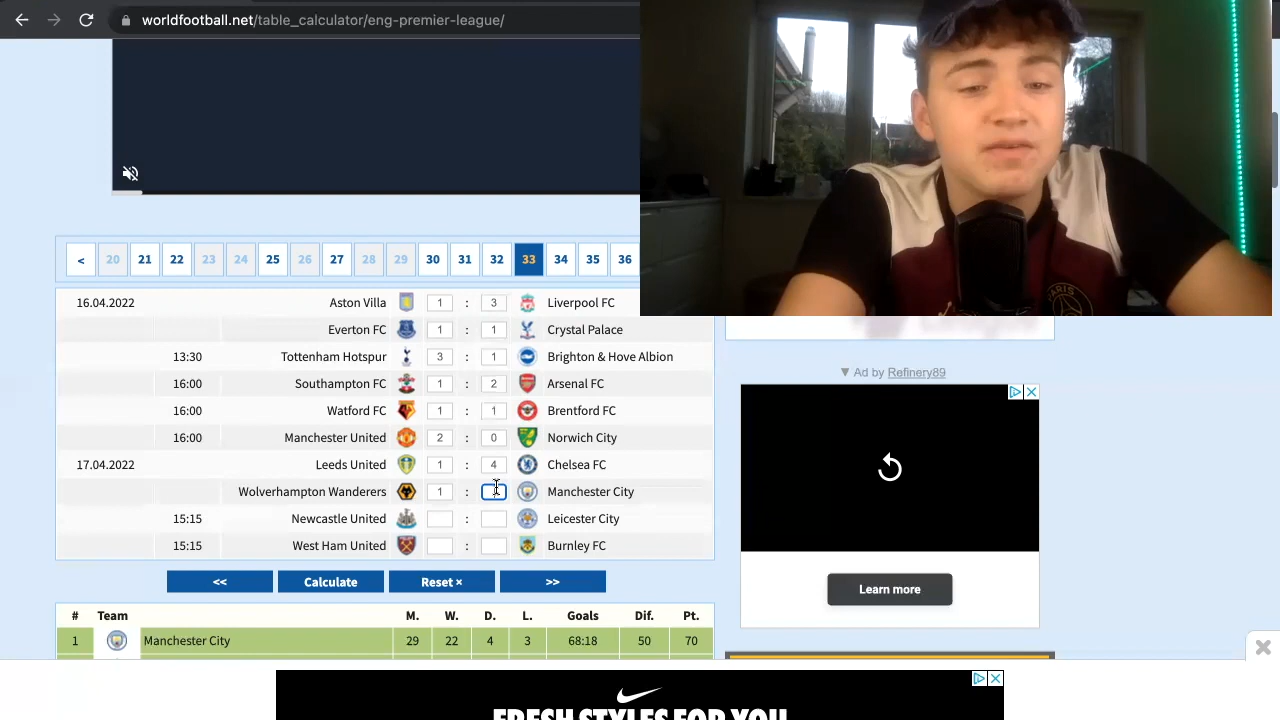 worldfootball.net/table_calculator/eng-premier-league/
< 20 21 22 23 24 25 26 27 28 29 30 31 32 33 34 35 36
16.04.2022 Aston Villa 1 : 3 Liverpool FC
Everton FC 1 : 1 Crystal Palace
13:30 Tottenham Hotspur 3 : 1 Brighton & Hove Albion
16:00 Southampton FC 1 : 2 Arsenal FC
16:00 Watford FC 1 : 1 Brentford FC
16:00 Manchester United 2 : 0 Norwich City
17.04.2022 Leeds United 1 : 4 Chelsea FC
Wolverhampton Wanderers 1 : Manchester City
15:15 Newcastle United : Leicester City
15:15 West Ham United : Burnley FC
<< Calculate Reset × >>
# Team M. W. D. L. Goals Dif. Pt.
1 Manchester City 29 22 4 3 68:18 50 70
▼ Ad by Refinery89
Learn more
PARIS
FRESH STYLES FOR YOU